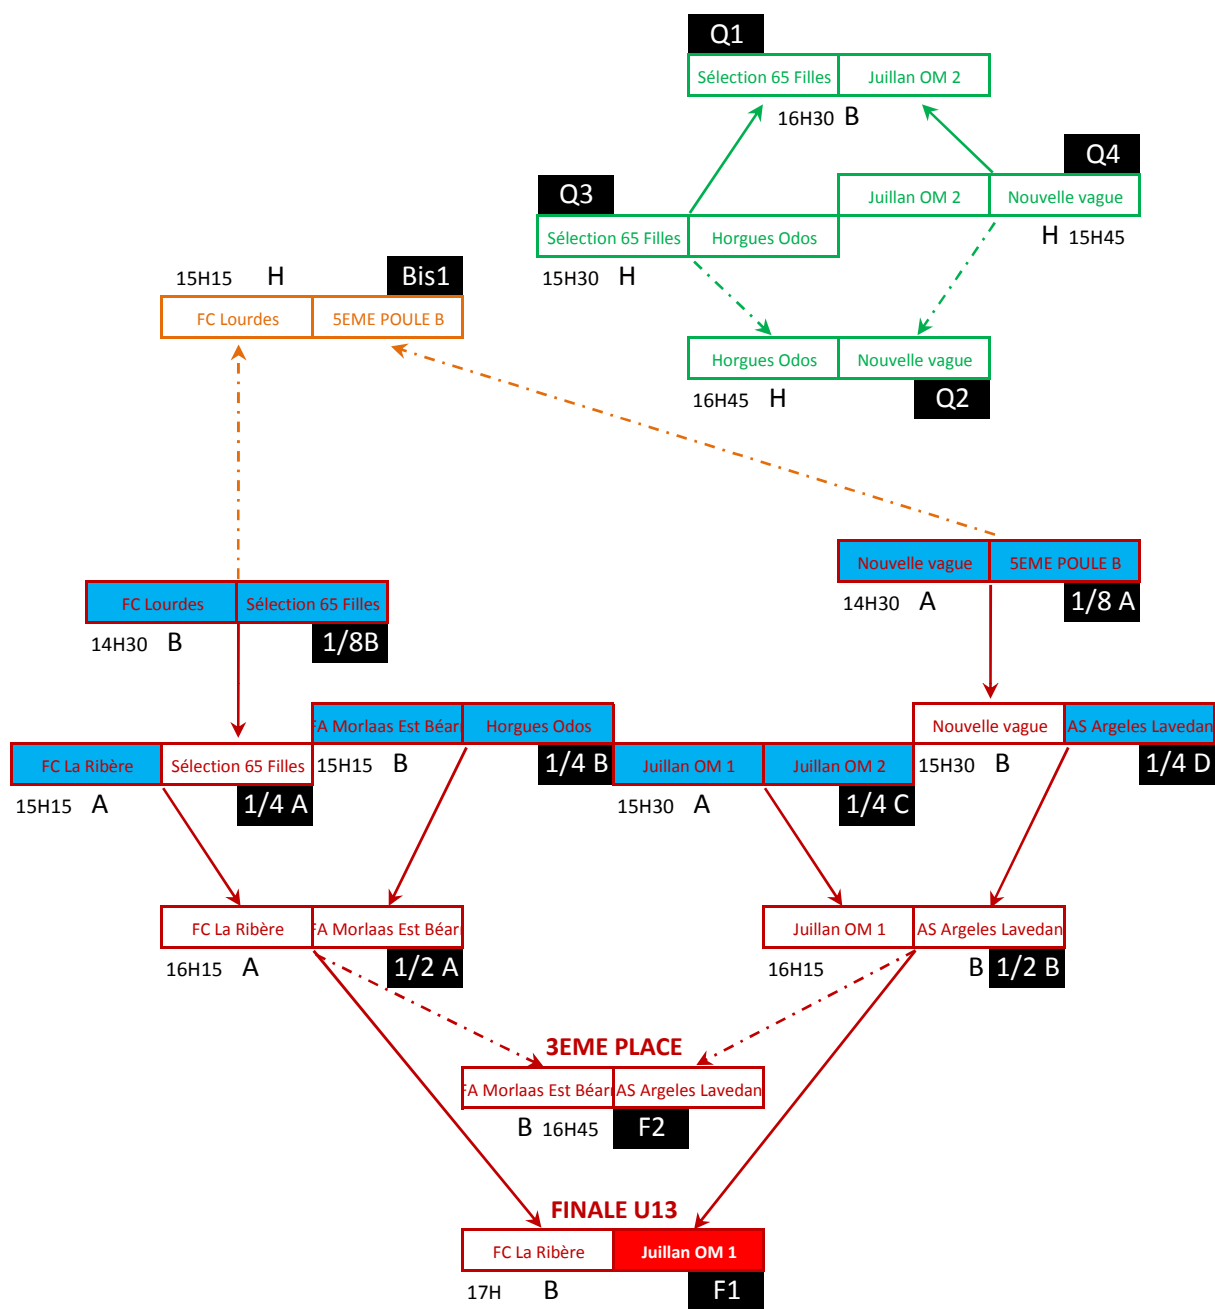 Q1
Sélection 65 Filles Juillan OM 2
16H30 B
Q4
Q3 Juillan OM 2 Nouvelle vague
Sélection 65 Filles Horgues Odos H 15H45
15H30 H
15H15 H Bis1
FC Lourdes 5EME POULE B
Horgues Odos Nouvelle vague
16H45 H Q2
Nouvelle vague 5EME POULE B
14H30 A 1/8 A
FC Lourdes Sélection 65 Filles
14H30 B 1/8B
FA Morlaas Est Béarn Horgues Odos Nouvelle vague AS Argeles Lavedan
15H15 B 1/4 B 15H30 B 1/4 D
FC La Ribère Sélection 65 Filles Juillan OM 1 Juillan OM 2
15H15 A 1/4 A 15H30 A 1/4 C
FC La Ribère FA Morlaas Est Béarn Juillan OM 1 AS Argeles Lavedan
16H15 A 1/2 A 16H15 B 1/2 B
3EME PLACE
FA Morlaas Est Béarn AS Argeles Lavedan
B 16H45 F2
FINALE U13
FC La Ribère Juillan OM 1
17H B F1